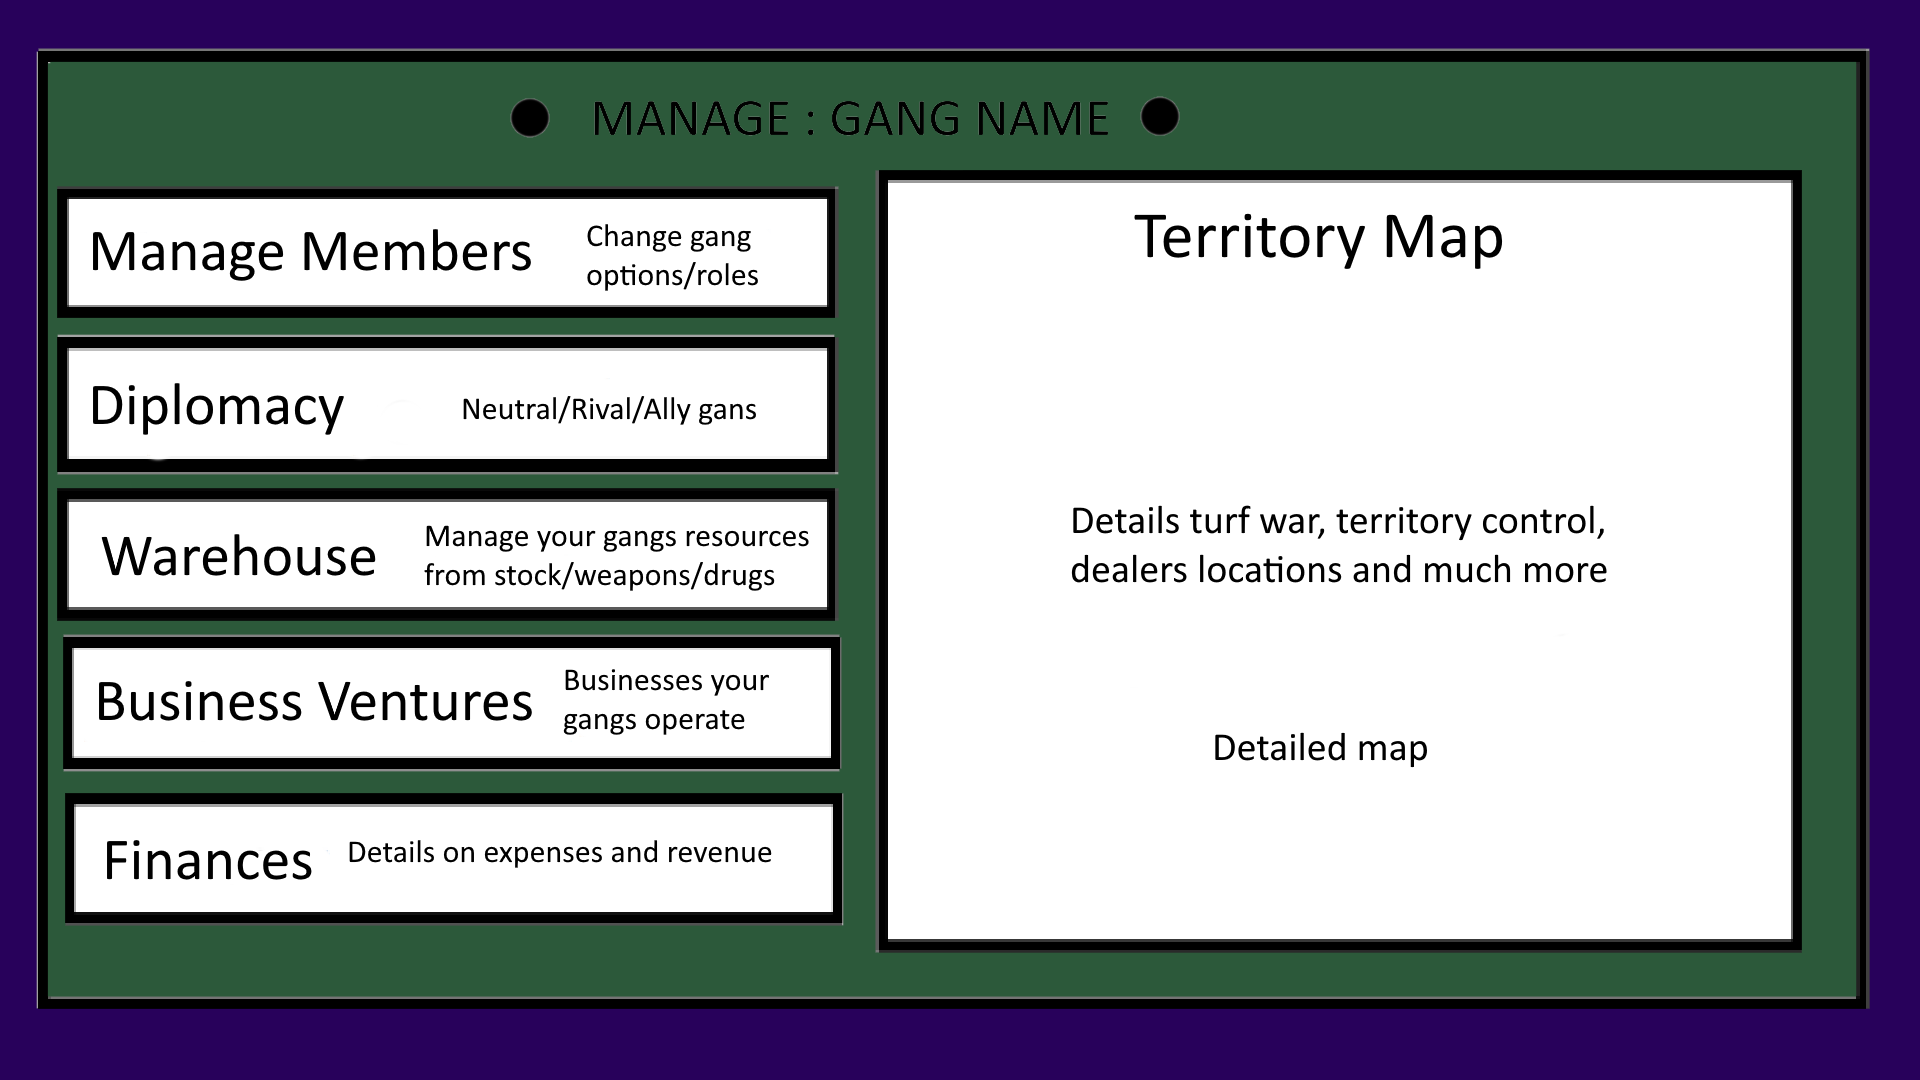 MANAGE : GANG NAME
Manage Members
Change gang
options/roles
Diplomacy
Neutral/Rival/Ally gans
Warehouse
Manage your gangs resources
from stock/weapons/drugs
Business Ventures
Businesses your
gangs operate
Finances
Details on expenses and revenue
Territory Map
Details turf war, territory control,
dealers locations and much more
Detailed map